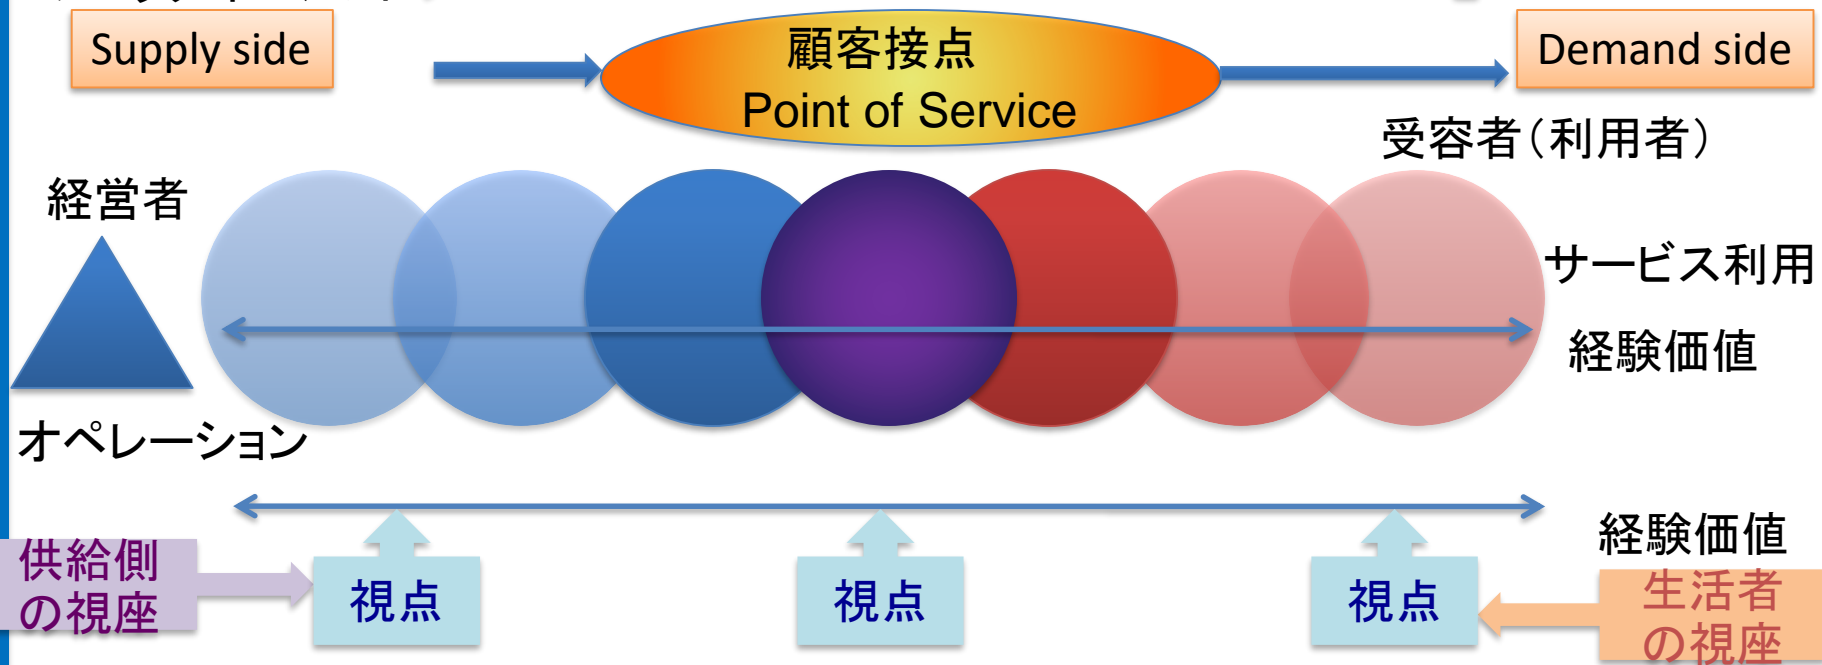 Supply side
顧客接点
Point of Service
Demand side
受容者（利用者）
経営者
サービス利用
経験価値
オペレーション
経験価値
供給側
の視座
視点
視点
視点
生活者
の視座